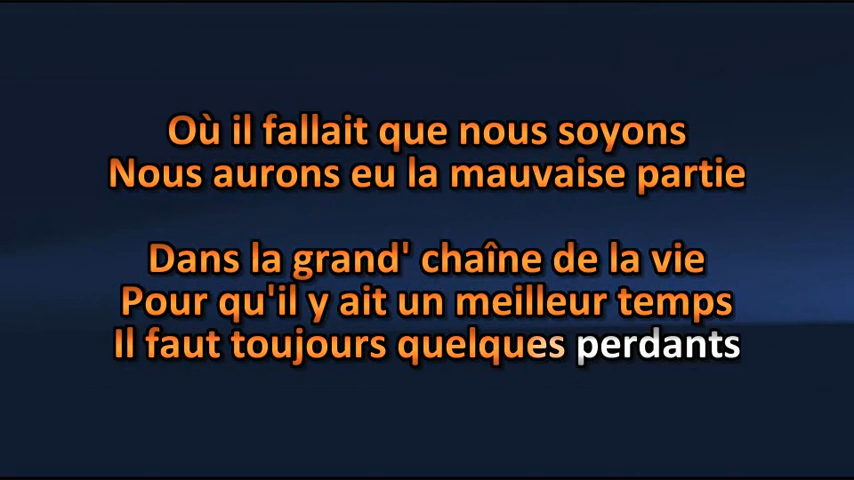 Où il fallait que nous soyons
Nous aurons eu la mauvaise partie
Dans la grand' chaîne de la vie
Pour qu'il y ait un meilleur temps
Il faut toujours quelques perdants